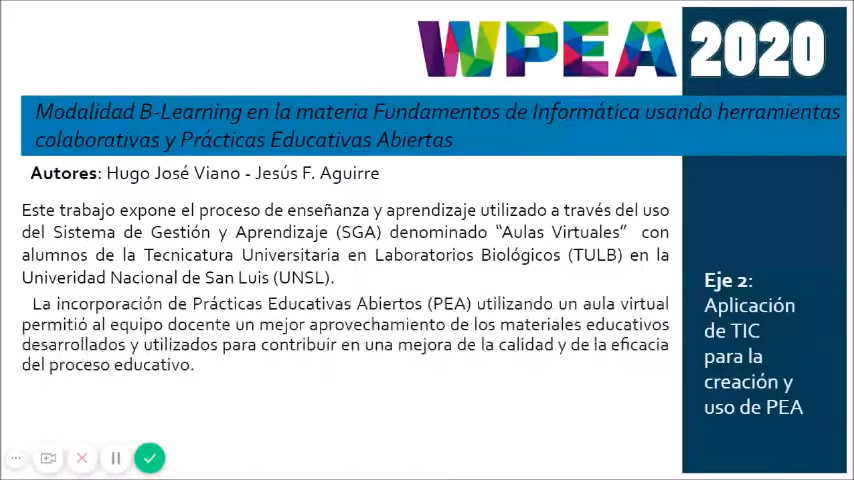 WPEA 2020
Modalidad B-Learning en la materia Fundamentos de Informática usando herramientas
colaborativas y Prácticas Educativas Abiertas
Autores: Hugo José Viano - Jesús F. Aguirre
Este trabajo expone el proceso de enseñanza y aprendizaje utilizado a través del uso
del Sistema de Gestión y Aprendizaje (SGA) denominado “Aulas Virtuales” con
alumnos de la Tecnicatura Universitaria en Laboratorios Biológicos (TULB) en la
Univeridad Nacional de San Luis (UNSL).
La incorporación de Prácticas Educativas Abiertos (PEA) utilizando un aula virtual
permitió al equipo docente un mejor aprovechamiento de los materiales educativos
desarrollados y utilizados para contribuir en una mejora de la calidad y de la eficacia
del proceso educativo.
Eje 2:
Aplicación
de TIC
para la
creación y
uso de PEA